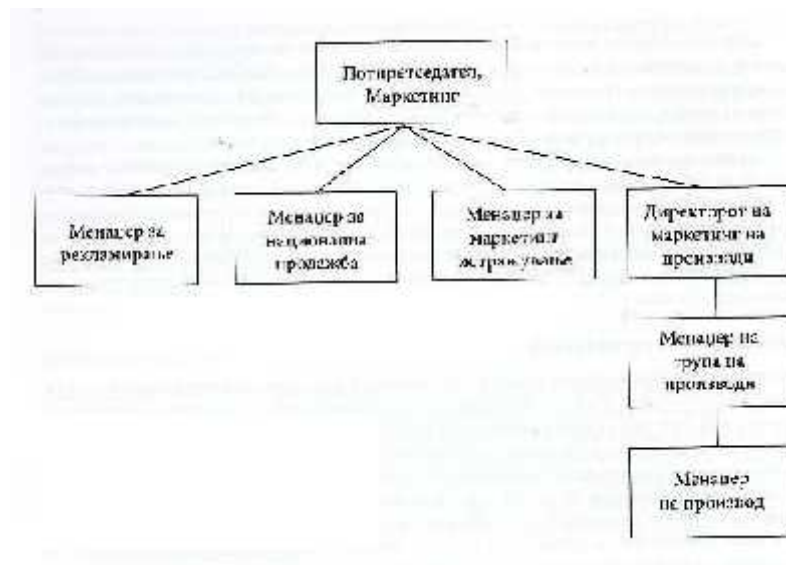 Потпретседател,
Маркетинг
Менаџер за
рекламирање
Менаџер за
национална
продажба
Менаџер за
маркетинг
истражување
Директорот на
маркетинг на
производи
Менаџер на
група на
производи
Менаџер
на производ